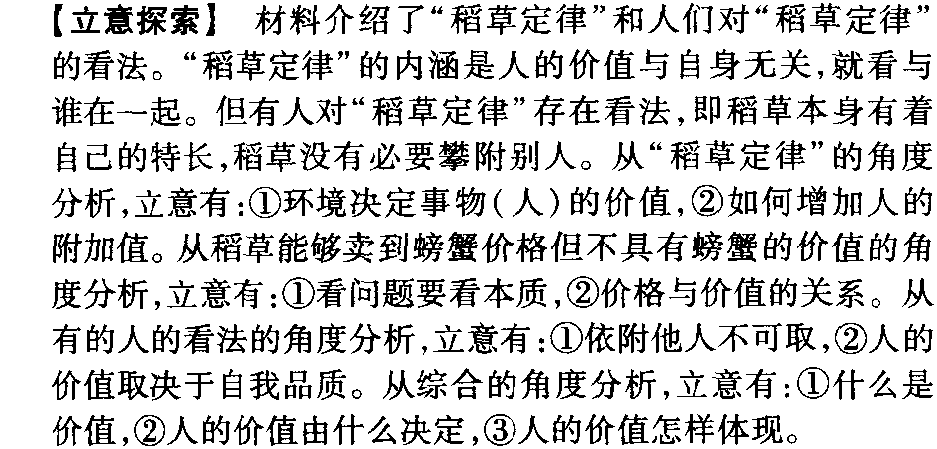 【立意探索】 材料介绍了“稻草定律”和人们对“稻草定律”
的看法。“稻草定律”的内涵是人的价值与自身无关,就看与
谁在一起。但有人对“稻草定律”存在看法,即稻草本身有着
自己的特长,稻草没有必要攀附别人。从“稻草定律”的角度
分析,立意有:①环境决定事物(人)的价值,②如何增加人的
附加值。从稻草能够卖到螃蟹价格但不具有螃蟹的价值的角
度分析,立意有:①看问题要看本质,②价格与价值的关系。从
有的人的看法的角度分析,立意有:①依附他人不可取,②人的
价值取决于自我品质。从综合的角度分析,立意有:①什么是
价值,②人的价值由什么决定,③人的价值怎样体现。